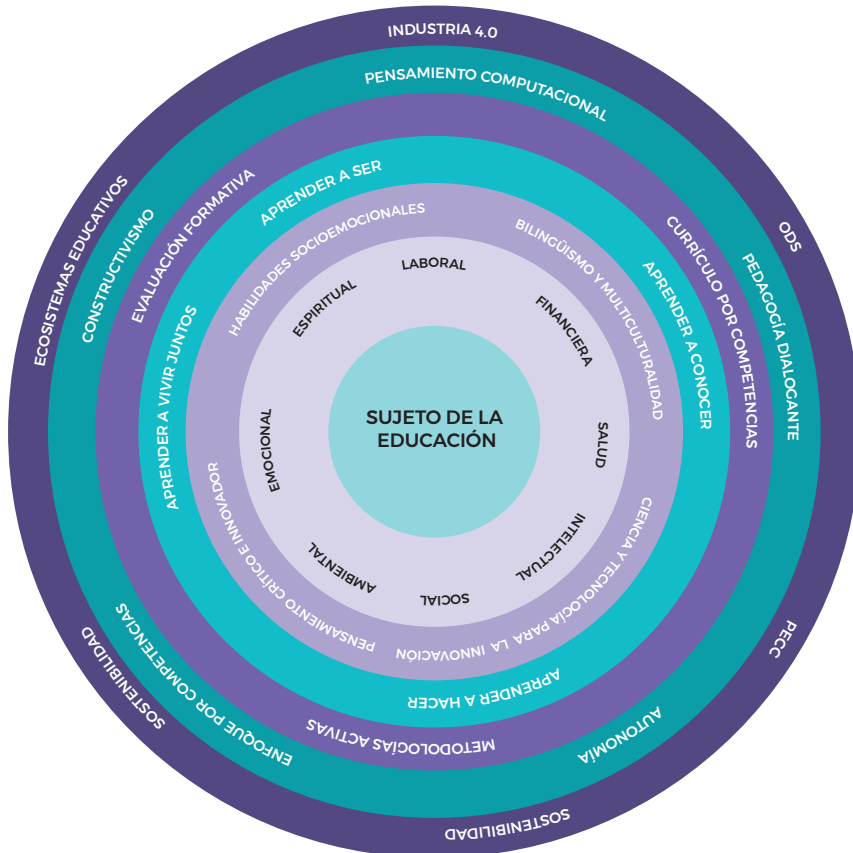 INDUSTRIA 4.0
ODS
PECC
SOSTENIBILIDAD
SOSTENIBILIDAD
ECOSISTEMAS EDUCATIVOS
PENSAMIENTO COMPUTACIONAL
PEDAGOGÍA DIALOGANTE
AUTONOMÍA
ENFOQUE POR COMPETENCIAS
CONSTRUCTIVISMO
EVALUACIÓN FORMATIVA
CURRÍCULO POR COMPETENCIAS
METODOLOGÍAS ACTIVAS
APRENDER A SER
APRENDER A CONOCER
APRENDER A HACER
APRENDER A VIVIR JUNTOS
HABILIDADES SOCIOEMOCIONALES
BILINGÜISMO Y MULTICULTURALIDAD
CIENCIA Y TECNOLOGÍA PARA LA INNOVACIÓN
PENSAMIENTO CRÍTICO E INNOVADOR
LABORAL
FINANCIERA
SALUD
INTELECTUAL
SOCIAL
AMBIENTAL
EMOCIONAL
ESPIRITUAL
SUJETO DE LA
EDUCACIÓN